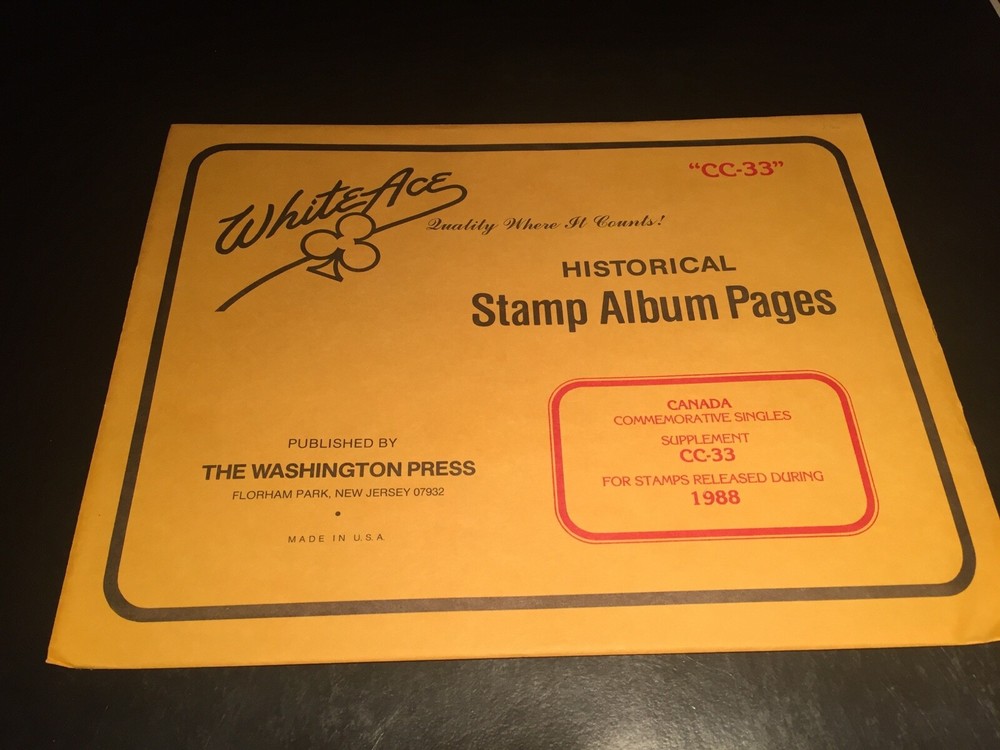 "CC-33"
White Ace
Quality Where It Counts!
HISTORICAL
Stamp Album Pages
CANADA
COMMEMORATIVE SINGLES
SUPPLEMENT
CC-33
FOR STAMPS RELEASED DURING
1988
PUBLISHED BY
THE WASHINGTON PRESS
FLORHAM PARK, NEW JERSEY 07932
•
MADE IN U.S.A.